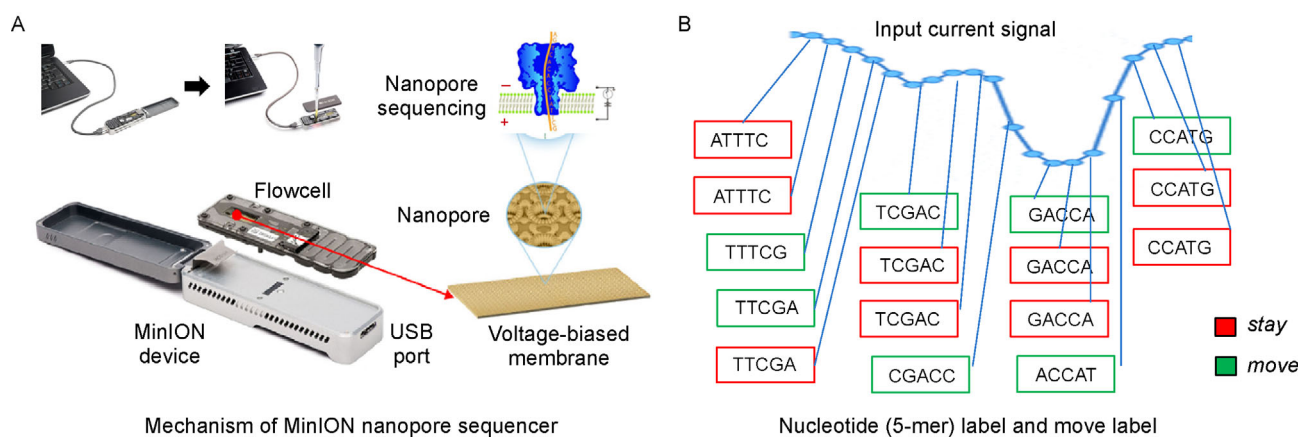 A
Nanopore
sequencing
−
+
Flowcell
Nanopore
MinION
device
USB
port
Voltage-biased
membrane
Mechanism of MinION nanopore sequencer
B
Input current signal
ATTTC
ATTTC
TTTCG
TTCGA
TTCGA
TCGAC
TCGAC
TCGAC
CGACC
GACCA
GACCA
GACCA
ACCAT
CCATG
CCATG
CCATG
stay
move
Nucleotide (5-mer) label and move label